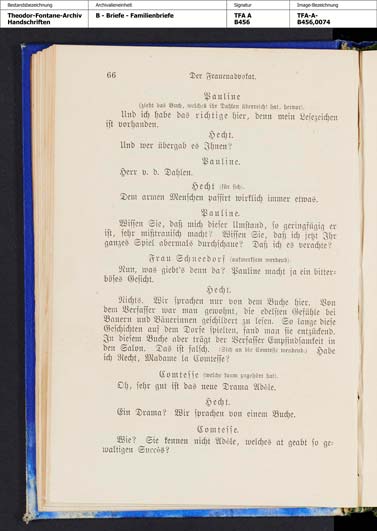 Bestandsbezeichnung
Archivalieneinheit
Signatur
Image-Bezeichnung
Theodor-Fontane-Archiv
Handschriften
B - Briefe - Familienbriefe
TFA A
B456
TFA-A-
B456,0074
66
Der Frauenadvokat.
Pauline
(zieht das Buch, welches ihr Dahlen überreicht hat, hervor).
Und ich habe das richtige hier, denn mein Lesezeichen
ist vorhanden.
Hecht.
Und wer übergab es Ihnen?
Pauline.
Herr v. d. Dahlen.
Hecht (für sich).
Dem armen Menschen passirt wirklich immer etwas.
Pauline.
Wissen Sie, daß mich dieser Umstand, so geringfügig er
ist, sehr mißtrauisch macht? Wissen Sie, daß ich jetzt Ihr
ganzes Spiel abermals durchschaue? Daß ich es verachte?
Frau Schneedorf (aufmerksam werdend).
Nun, was giebt's denn da? Pauline macht ja ein bitter-
böses Gesicht.
Hecht.
Nichts. Wir sprachen nur von dem Buche hier. Von
dem Verfasser war man gewohnt, die edelsten Gefühle bei
Bauern und Bäuerinnen geschildert zu lesen. So lange diese
Geschichten auf dem Dorfe spielten, fand man sie entzückend.
In diesem Buche aber trägt der Verfasser Empfindsamkeit in
den Salon. Das ist falsch. (Sich an die Comtesse wendend.) Habe
ich Recht, Madame la Comtesse?
Comtesse (welche kaum zugehört hat).
Oh, sehr gut ist das neue Drama Adèle.
Hecht.
Ein Drama? Wir sprachen von einem Buche.
Comtesse.
Wie? Sie kennen nicht Adèle, welches at geabt so ge-
waltigen Succès?